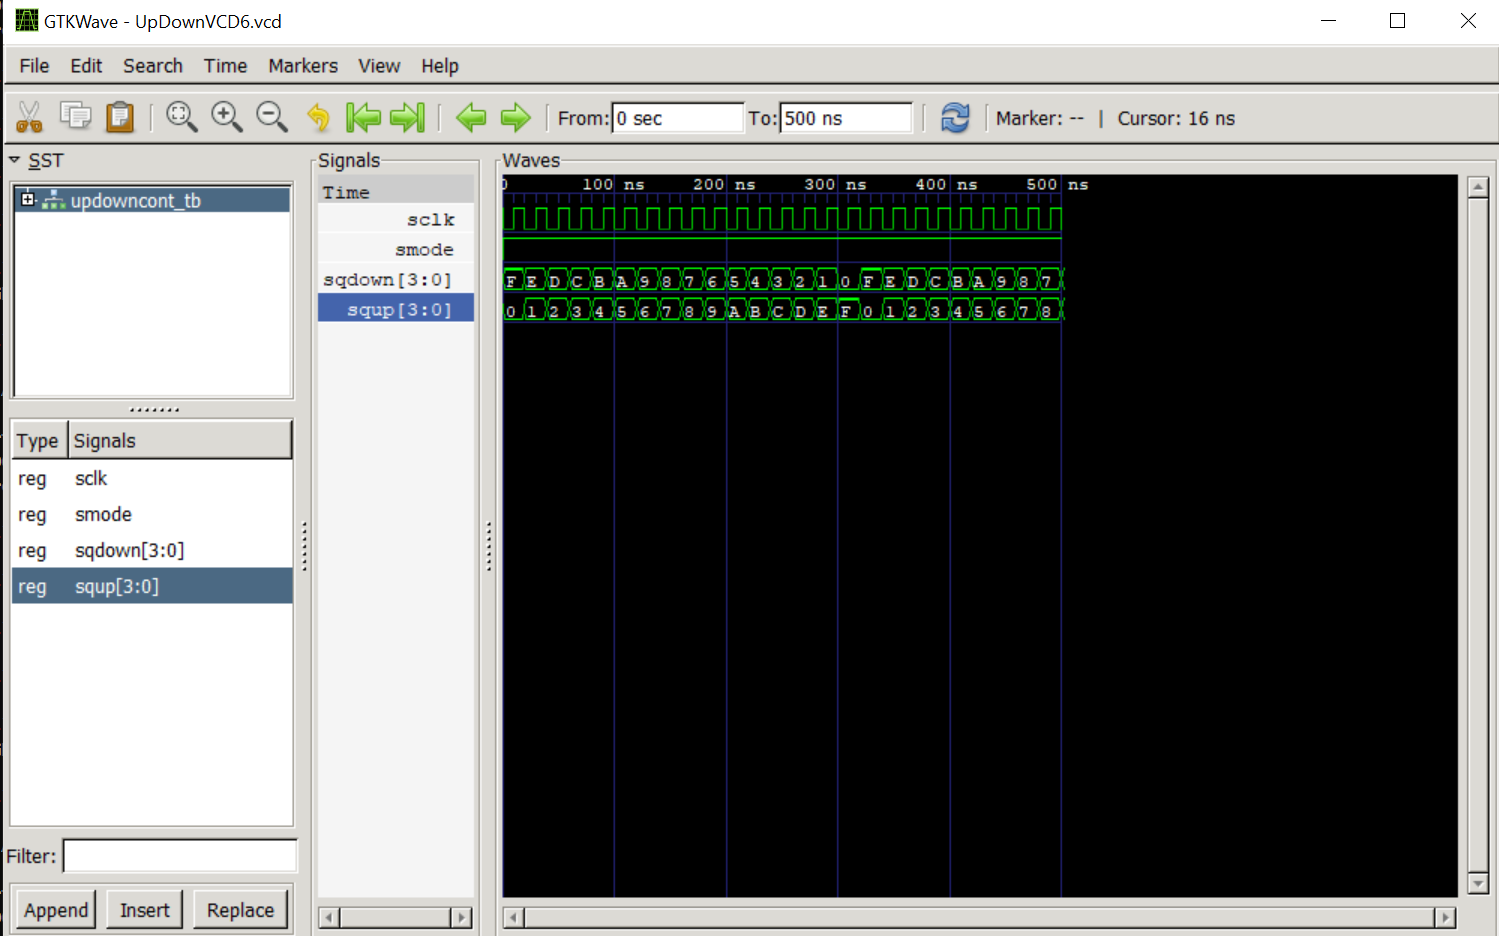 GTKWave - UpDownVCD6.vcd
File Edit Search Time Markers View Help
From: 0 sec To: 500 ns Marker: -- | Cursor: 16 ns
SST
updowncont_tb
Type Signals
reg sclk
reg smode
reg sqdown[3:0]
reg squp[3:0]
Filter:
Append Insert Replace
Signals
Time
sclk
smode
sqdown[3:0]
squp[3:0]
Waves
0 100 ns 200 ns 300 ns 400 ns 500 ns
F E D C B A 9 8 7 6 5 4 3 2 1 0 F E D C B A 9 8 7
0 1 2 3 4 5 6 7 8 9 A B C D E F 0 1 2 3 4 5 6 7 8